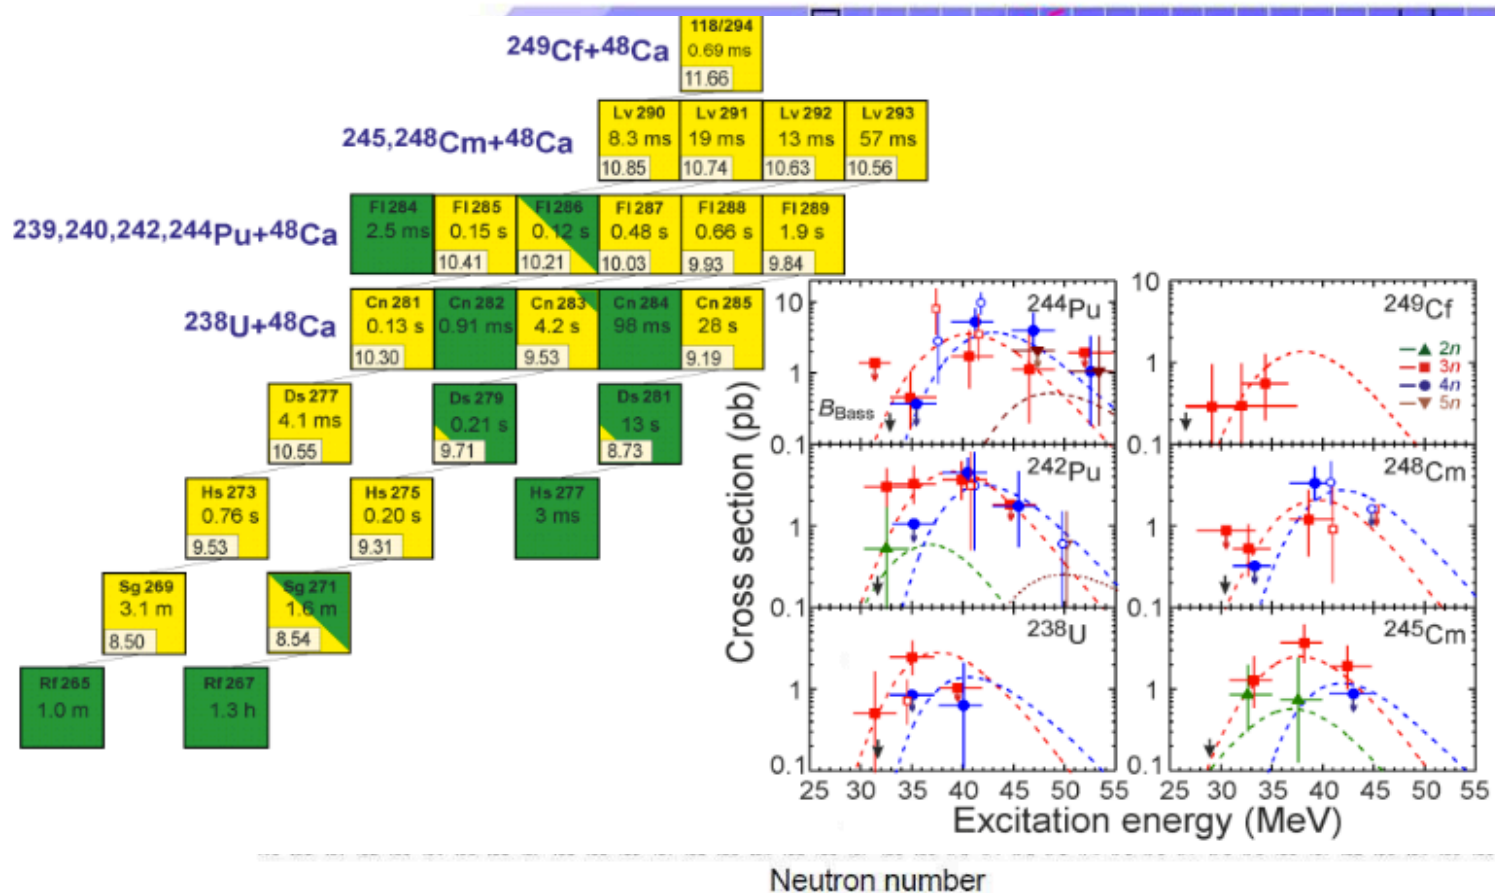 249Cf+48Ca
118/294
0.69 ms
11.66
245,248Cm+48Ca
Lv 290
8.3 ms
10.85
Lv 291
19 ms
10.74
Lv 292
13 ms
10.63
Lv 293
57 ms
10.56
239,240,242,244Pu+48Ca
Fl 284
2.5 ms
Fl 285
0.15 s
10.41
Fl 286
0.12 s
10.21
Fl 287
0.48 s
10.03
Fl 288
0.66 s
9.93
Fl 289
1.9 s
9.84
238U+48Ca
Cn 281
0.13 s
10.30
Cn 282
0.91 ms
Cn 283
4.2 s
9.53
Cn 284
98 ms
Cn 285
28 s
9.19
Ds 277
4.1 ms
10.55
Ds 279
0.21 s
9.71
Ds 281
13 s
8.73
Hs 273
0.76 s
9.53
Hs 275
0.20 s
9.31
Hs 277
3 ms
Sg 269
3.1 m
8.50
Sg 271
1.6 m
8.54
Rf 265
1.0 m
Rf 267
1.3 h
Cross section (pb)
10
1
0.1
244Pu
BBass
1
0.1
242Pu
1
0.1
238U
25 30 35 40 45 50 55
10
1
0.1
249Cf
2n
3n
4n
5n
1
0.1
248Cm
1
0.1
245Cm
25 30 35 40 45 50 55
Excitation energy (MeV)
Neutron number